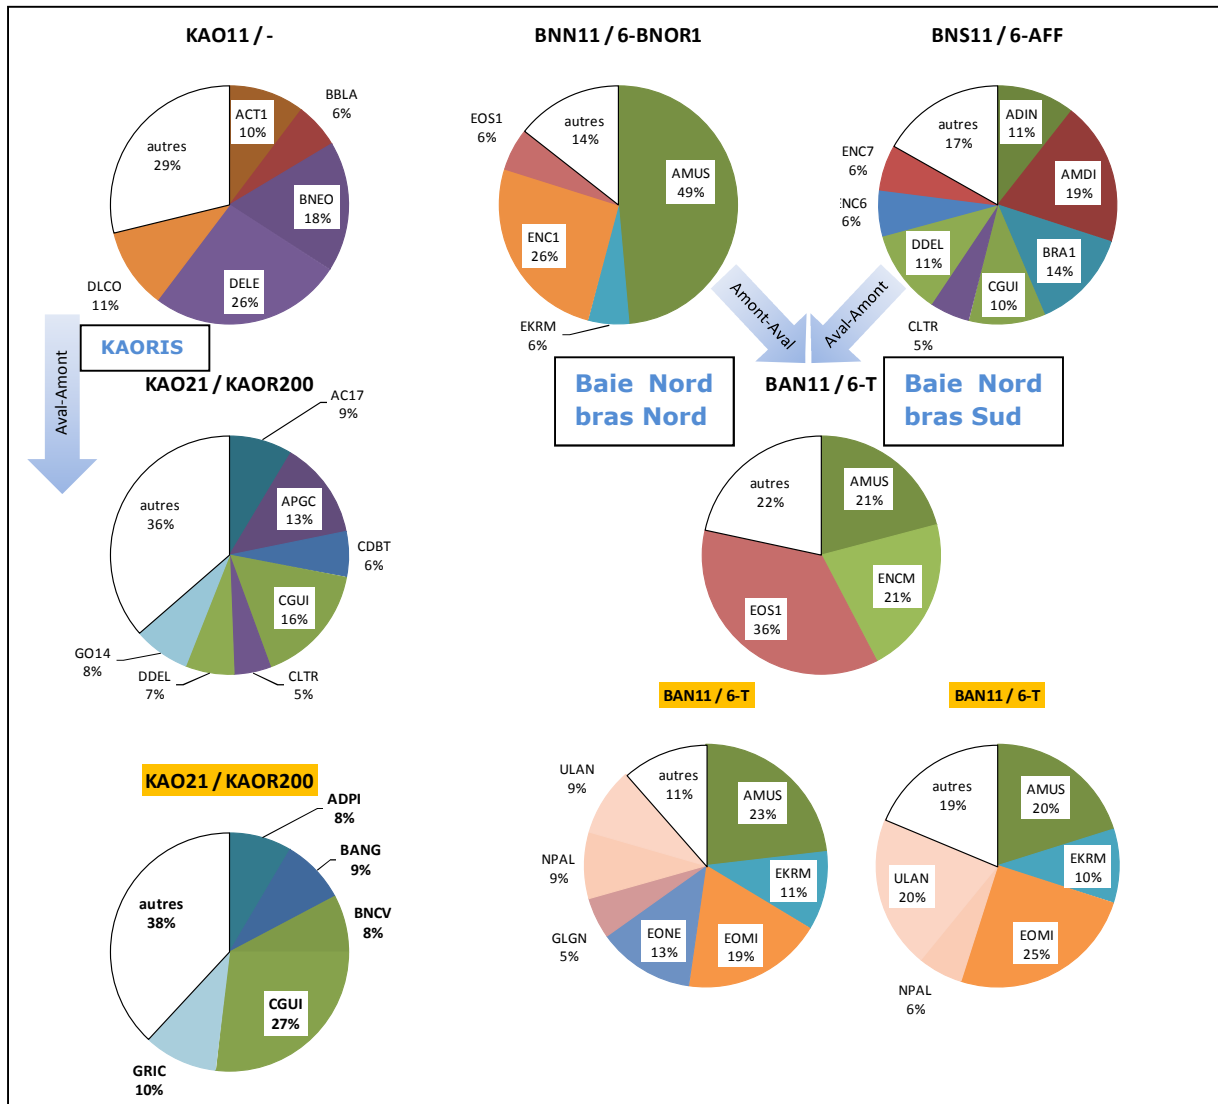 KAO11 / -
ACT1
10%
BBLA
6%
BNEO
18%
DELE
26%
DLCO
11%
autres
29%
BNN11 / 6-BNOR1
AMUS
49%
EKRM
6%
ENC1
26%
EOS1
6%
autres
14%
BNS11 / 6-AFF
ADIN
11%
AMDI
19%
BRA1
14%
CGUI
10%
CLTR
5%
DDEL
11%
ENC6
6%
ENC7
6%
autres
17%
Aval-Amont
KAORIS
Amont-Aval
Aval-Amont
Baie Nord
bras Nord
Baie Nord
bras Sud
KAO21 / KAOR200
AC17
9%
APGC
13%
CDBT
6%
CGUI
16%
CLTR
5%
DDEL
7%
GO14
8%
autres
36%
BAN11 / 6-T
AMUS
21%
ENCM
21%
EOS1
36%
autres
22%
KAO21 / KAOR200
ADPI
8%
BANG
9%
BNCV
8%
CGUI
27%
GRIC
10%
autres
38%
BAN11 / 6-T
AMUS
23%
EKRM
11%
EOMI
19%
EONE
13%
GLGN
5%
NPAL
9%
ULAN
9%
autres
11%
BAN11 / 6-T
AMUS
20%
EKRM
10%
EOMI
25%
NPAL
6%
ULAN
20%
autres
19%